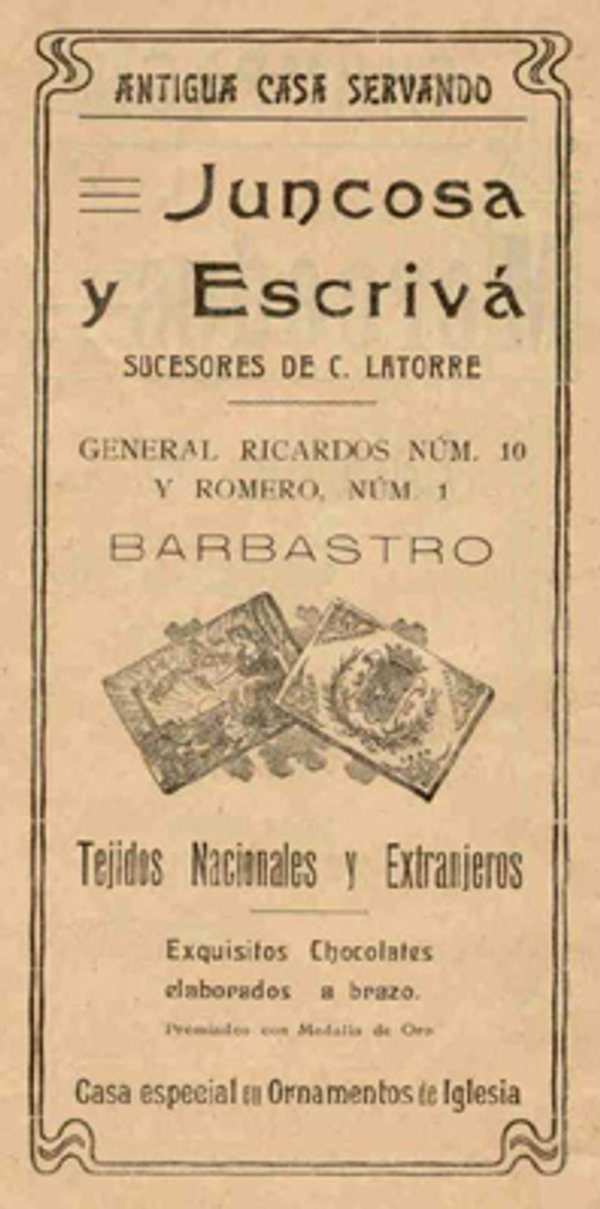 ANTIGUA CASA SERVANDO
Juncosa
y Escrivá
SUCESORES DE C. LATORRE
GENERAL RICARDOS NÚM. 10
Y ROMERO, NÚM. 1
BARBASTRO
Tejidos Nacionales y Extranjeros
Exquisitos Chocolates
elaborados a brazo.
Premiados con Medalla de Oro
Casa especial en Ornamentos de Iglesia